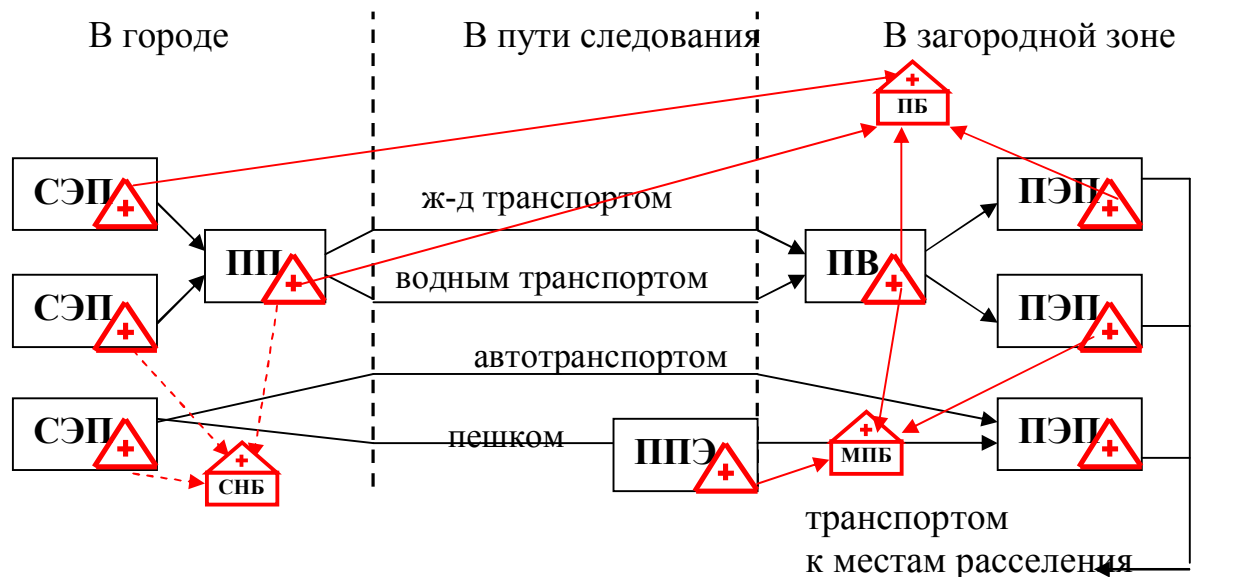 В городе
В пути следования
В загородной зоне
ПБ
СЭП
ж-д транспортом
ПЭП
ПП
ПВ
водным транспортом
СЭП
ПЭП
автотранспортом
СЭП
пешком
ППЭ
МПБ
ПЭП
СНБ
транспортом
к местам расселения